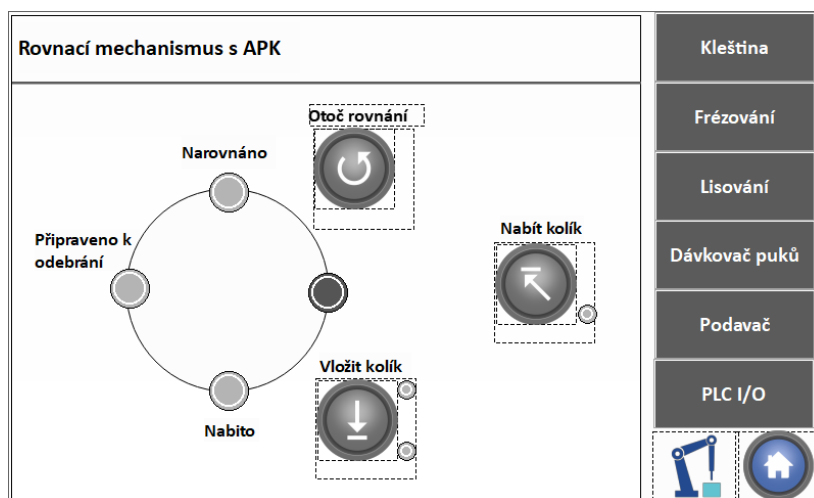 Rovnací mechanismus s APK
Kleština
Frézování
Lisování
Dávkovač puků
Podavač
PLC I/O
Otoč rovnání
Narovnáno
Připraveno k
odebrání
Nabít kolík
Vložit kolík
Nabito